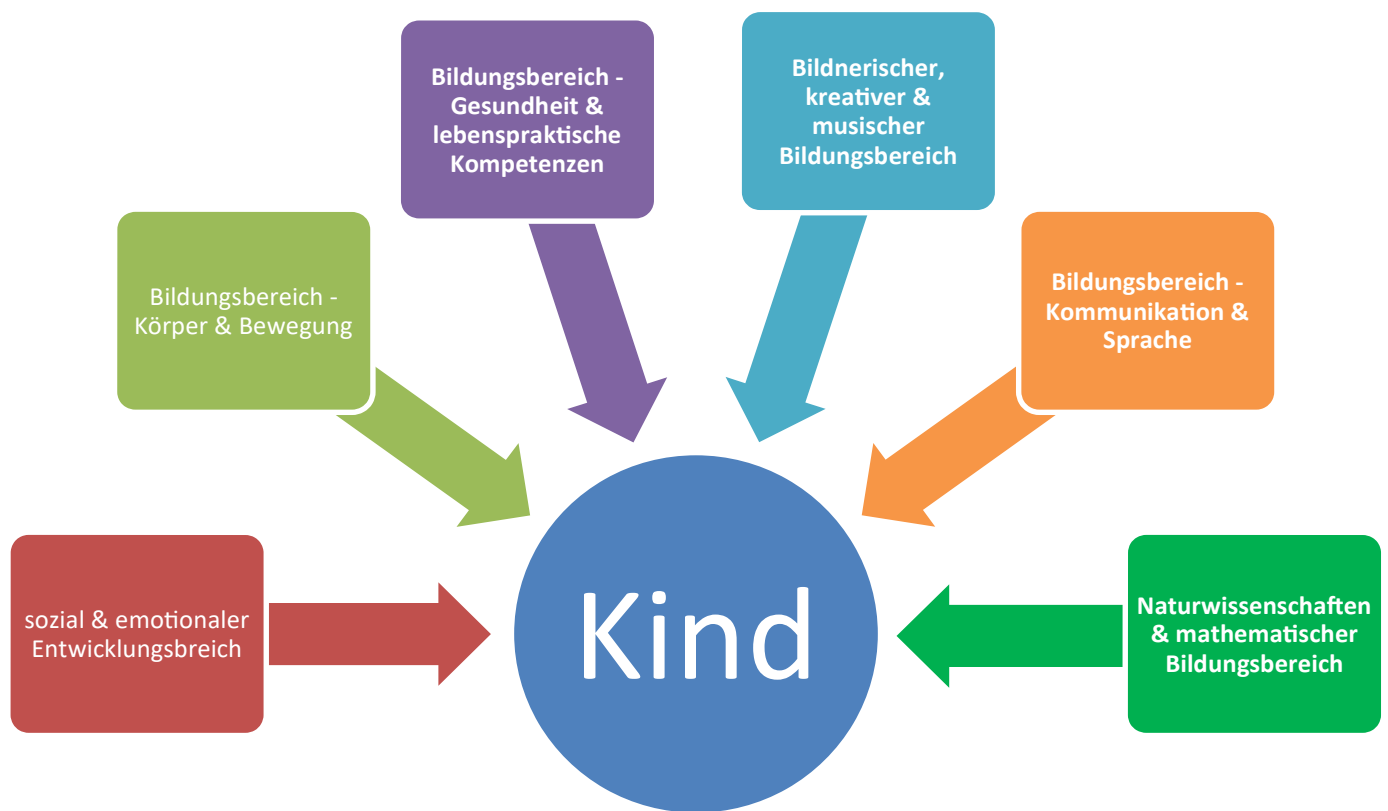 Bildungsbereich -
Gesundheit &
lebenspraktische
Kompetenzen
Bildnerischer,
kreativer &
musischer
Bildungsbereich
Bildungsbereich -
Körper & Bewegung
Bildungsbereich -
Kommunikation &
Sprache
sozial & emotionaler
Entwicklungsbreich
Kind
Naturwissenschaften
& mathematischer
Bildungsbereich